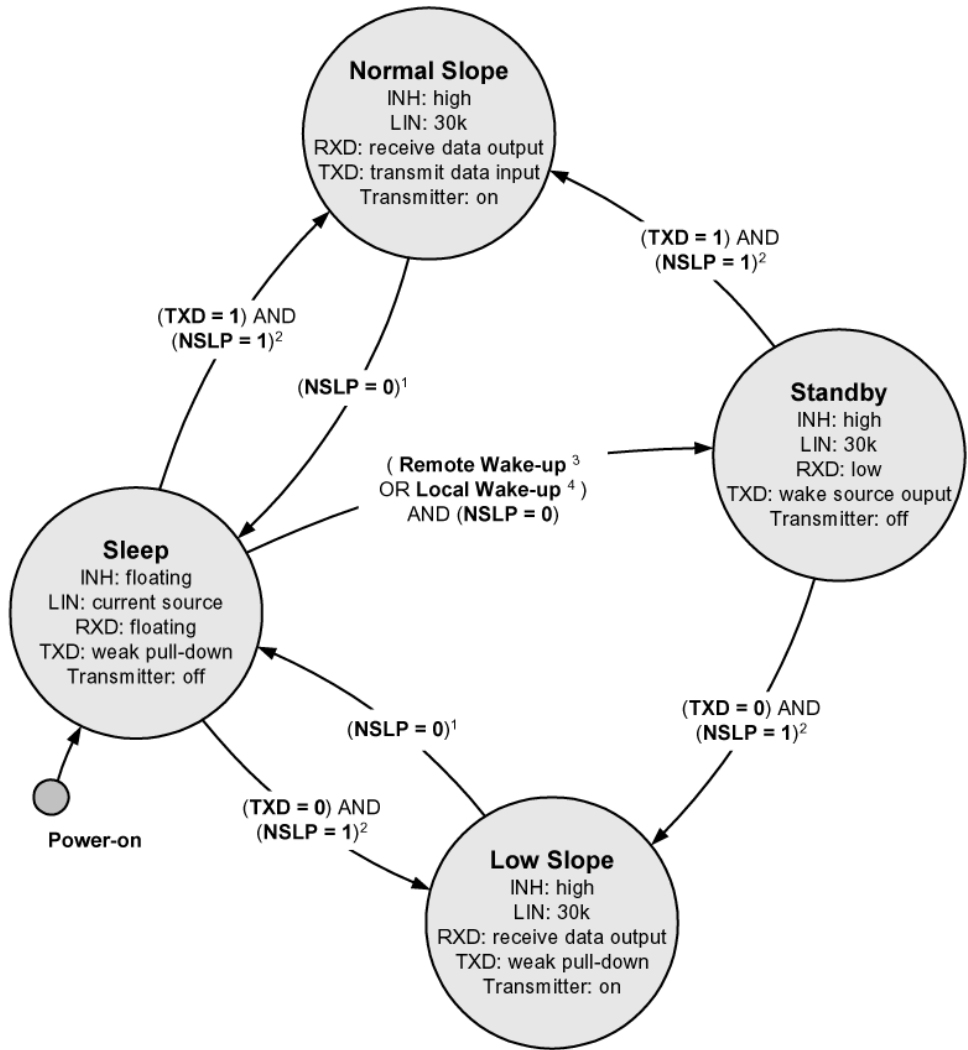 Normal Slope
INH: high
LIN: 30k
RXD: receive data output
TXD: transmit data input
Transmitter: on
(TXD = 1) AND
(NSLP = 1)²
(TXD = 1) AND
(NSLP = 1)²
(NSLP = 0)¹
Standby
INH: high
LIN: 30k
RXD: low
TXD: wake source ouput
Transmitter: off
( Remote Wake-up ³
OR Local Wake-up ⁴ )
AND (NSLP = 0)
Sleep
INH: floating
LIN: current source
RXD: floating
TXD: weak pull-down
Transmitter: off
(NSLP = 0)¹
(TXD = 0) AND
(NSLP = 1)²
(TXD = 0) AND
(NSLP = 1)²
Power-on
Low Slope
INH: high
LIN: 30k
RXD: receive data output
TXD: weak pull-down
Transmitter: on